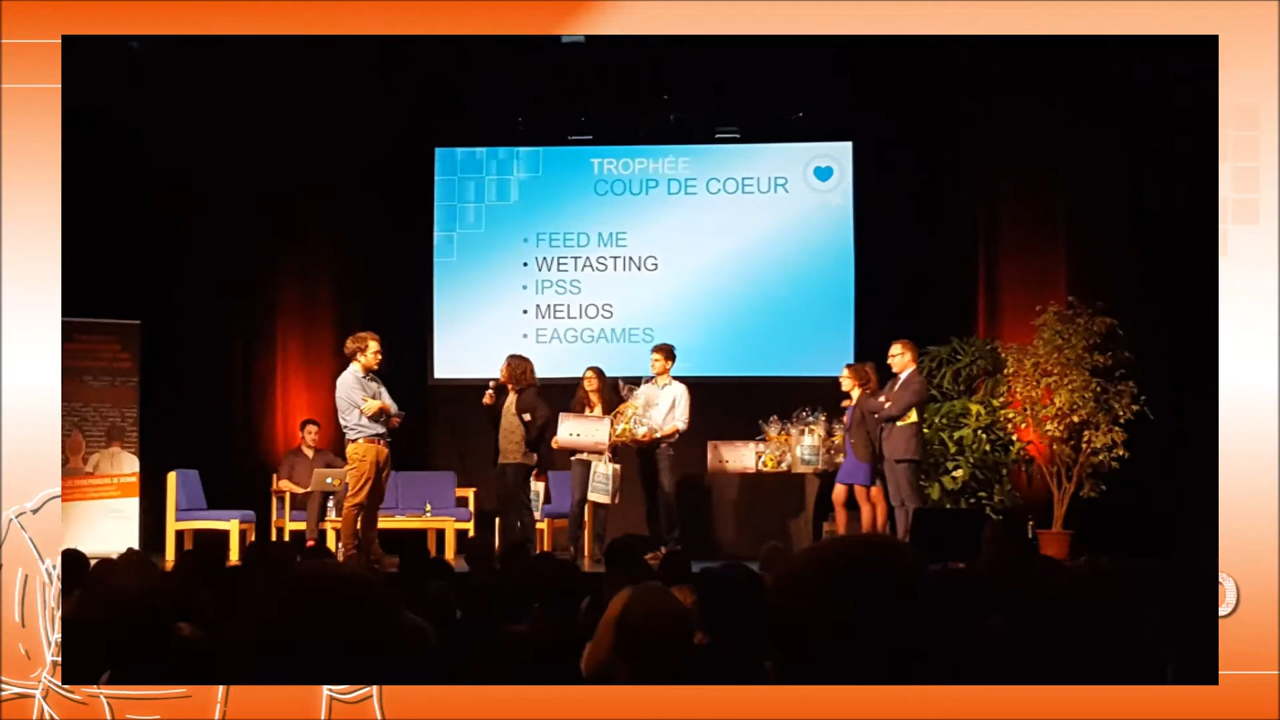 TROPHÉE
COUP DE COEUR
• FEED ME
• WETASTING
• IPSS
• MELIOS
• EAGGAMES